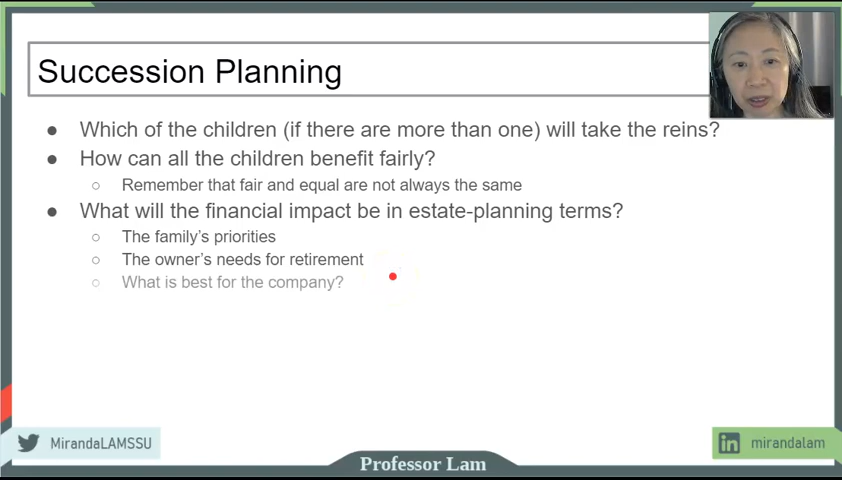 Succession Planning
Which of the children (if there are more than one) will take the reins?
How can all the children benefit fairly?
Remember that fair and equal are not always the same
What will the financial impact be in estate-planning terms?
The family's priorities
The owner's needs for retirement
What is best for the company?
MirandaLAMSSU
mirandalam
Professor Lam